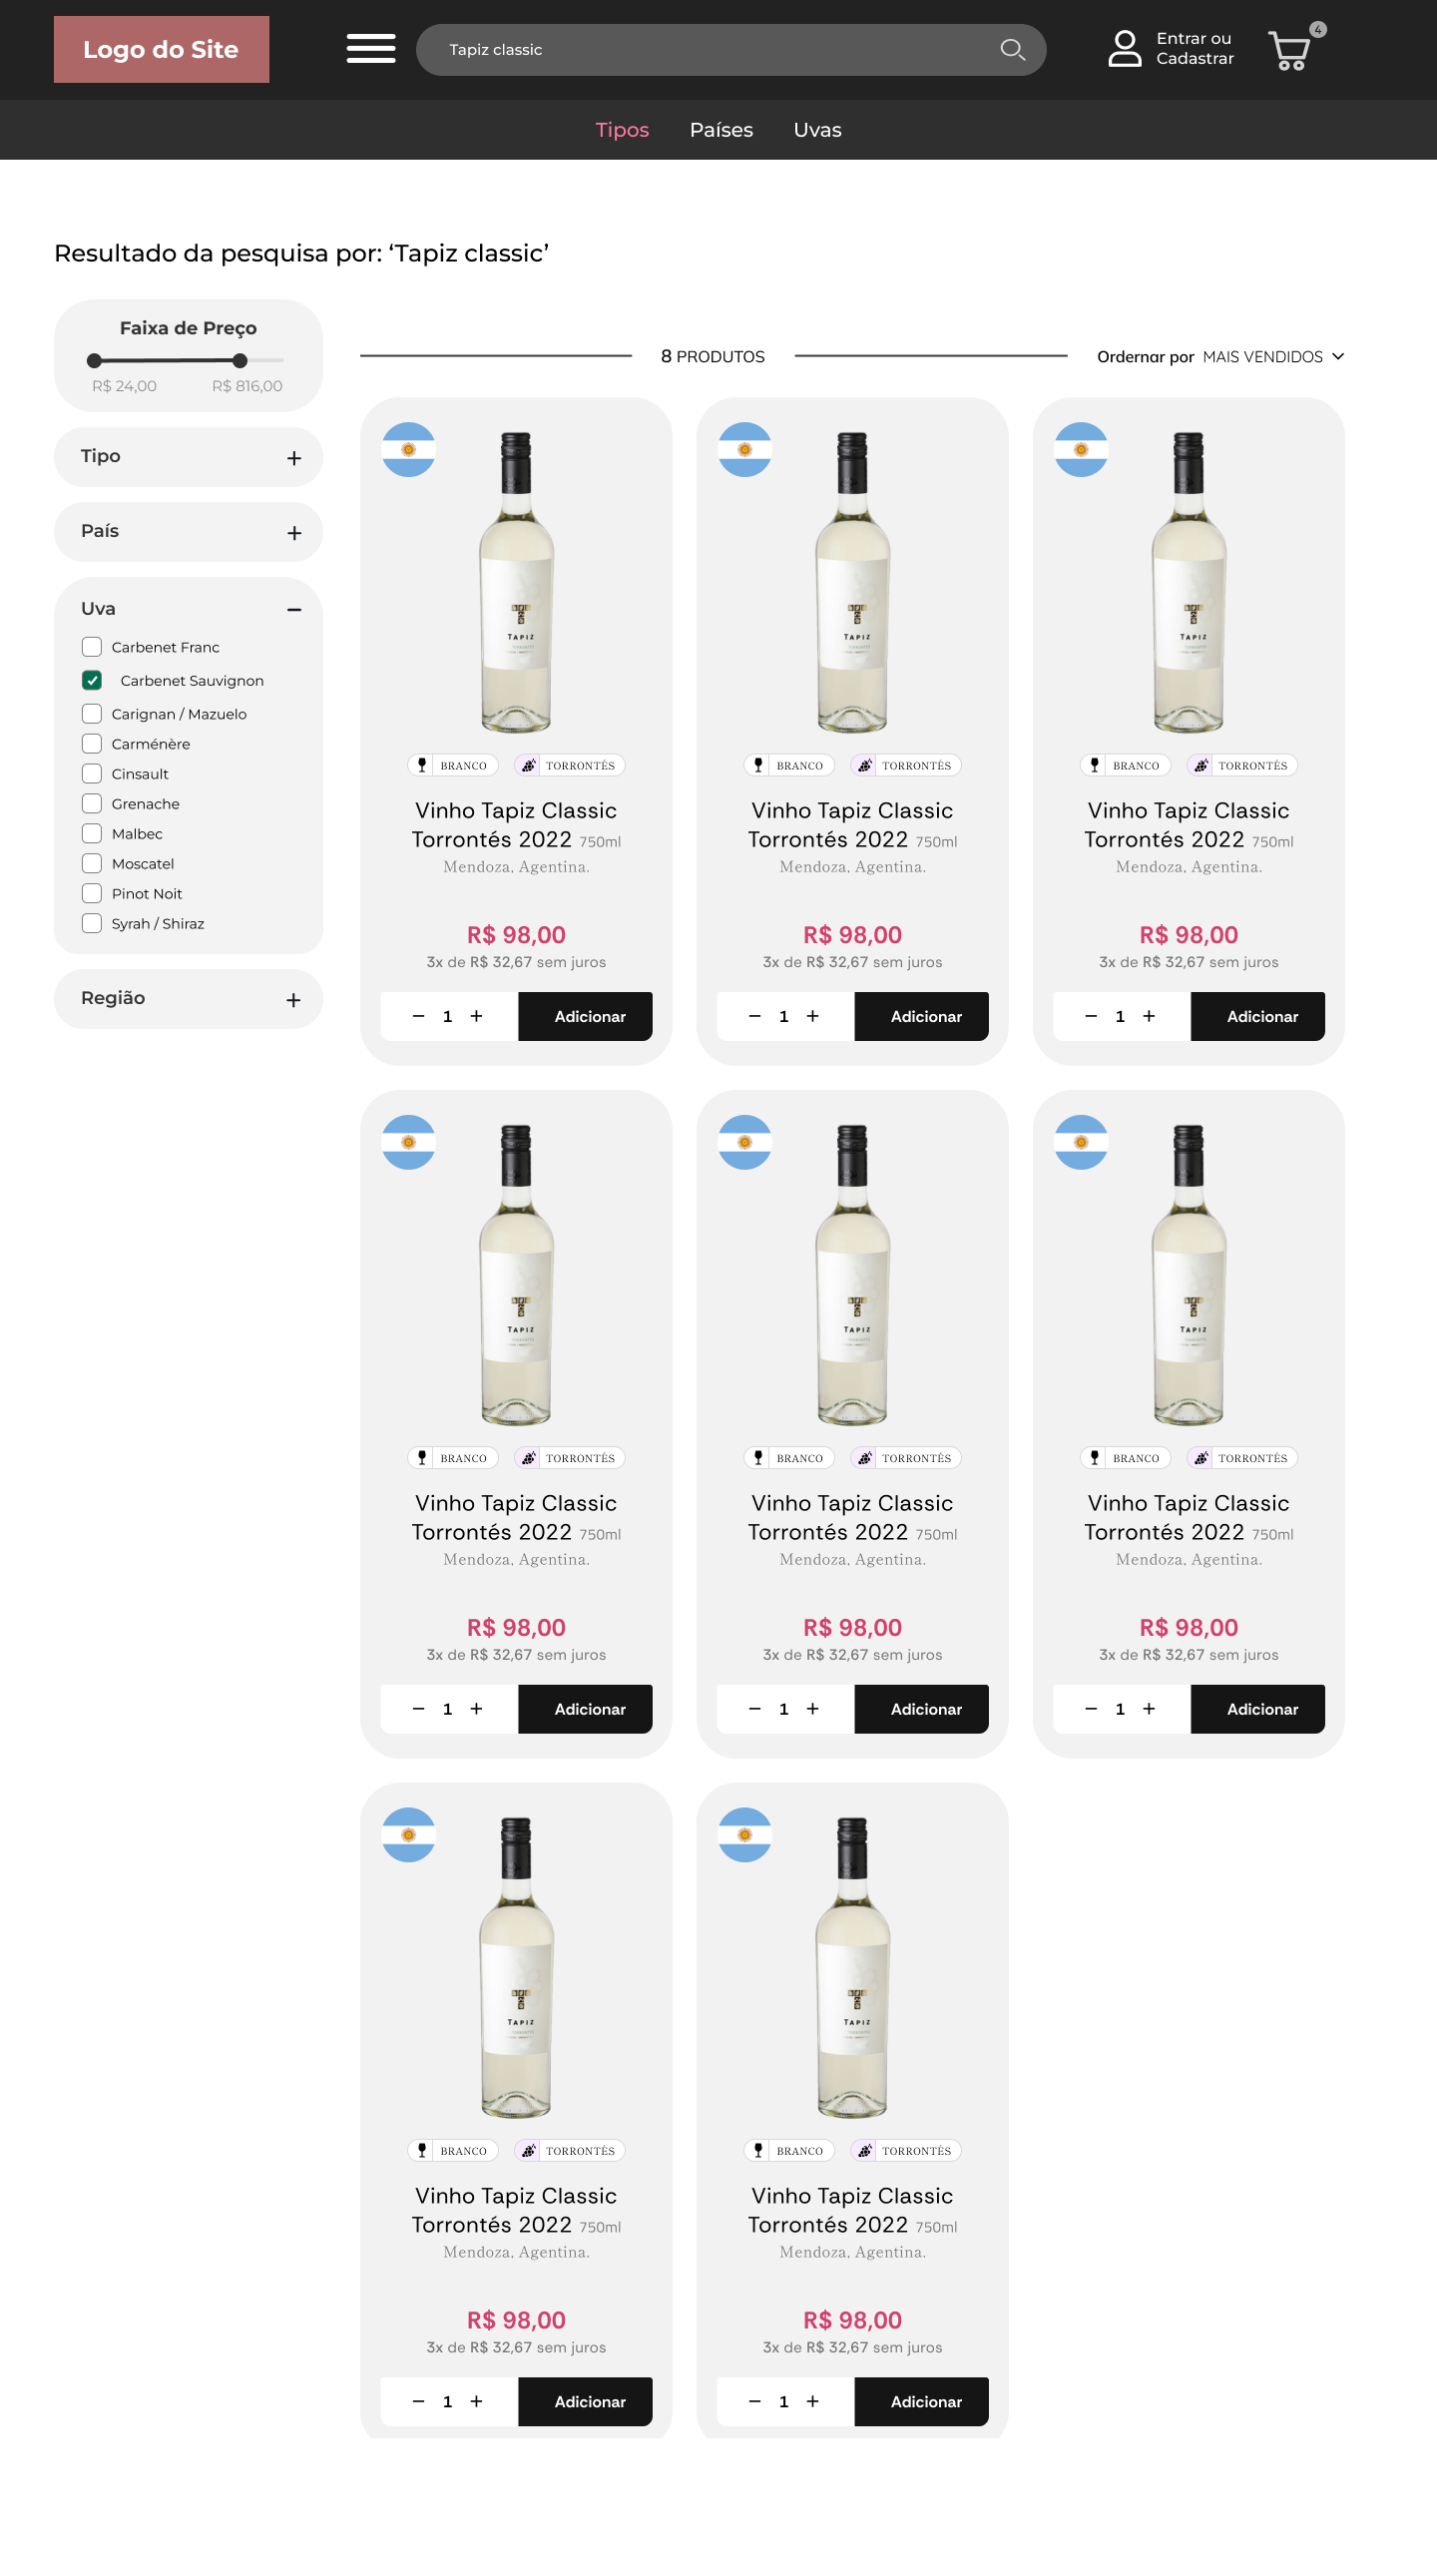 Logo do Site
Tapiz classic
Entrar ou
Cadastrar
4
Tipos Países Uvas
Resultado da pesquisa por: ‘Tapiz classic’
Faixa de Preço
R$ 24,00 R$ 816,00
Tipo
País
Uva
Carbenet Franc
Carbenet Sauvignon
Carignan / Mazuelo
Carménère
Cinsault
Grenache
Malbec
Moscatel
Pinot Noit
Syrah / Shiraz
Região
8 PRODUTOS
Ordernar por MAIS VENDIDOS
TAPIZ
BRANCO TORRONTÉS
Vinho Tapiz Classic
Torrontés 2022 750ml
Mendoza, Agentina.
R$ 98,00
3x de R$ 32,67 sem juros
1 Adicionar
TAPIZ
BRANCO TORRONTÉS
Vinho Tapiz Classic
Torrontés 2022 750ml
Mendoza, Agentina.
R$ 98,00
3x de R$ 32,67 sem juros
1 Adicionar
TAPIZ
BRANCO TORRONTÉS
Vinho Tapiz Classic
Torrontés 2022 750ml
Mendoza, Agentina.
R$ 98,00
3x de R$ 32,67 sem juros
1 Adicionar
TAPIZ
BRANCO TORRONTÉS
Vinho Tapiz Classic
Torrontés 2022 750ml
Mendoza, Agentina.
R$ 98,00
3x de R$ 32,67 sem juros
1 Adicionar
TAPIZ
BRANCO TORRONTÉS
Vinho Tapiz Classic
Torrontés 2022 750ml
Mendoza, Agentina.
R$ 98,00
3x de R$ 32,67 sem juros
1 Adicionar
TAPIZ
BRANCO TORRONTÉS
Vinho Tapiz Classic
Torrontés 2022 750ml
Mendoza, Agentina.
R$ 98,00
3x de R$ 32,67 sem juros
1 Adicionar
TAPIZ
BRANCO TORRONTÉS
Vinho Tapiz Classic
Torrontés 2022 750ml
Mendoza, Agentina.
R$ 98,00
3x de R$ 32,67 sem juros
1 Adicionar
TAPIZ
BRANCO TORRONTÉS
Vinho Tapiz Classic
Torrontés 2022 750ml
Mendoza, Agentina.
R$ 98,00
3x de R$ 32,67 sem juros
1 Adicionar